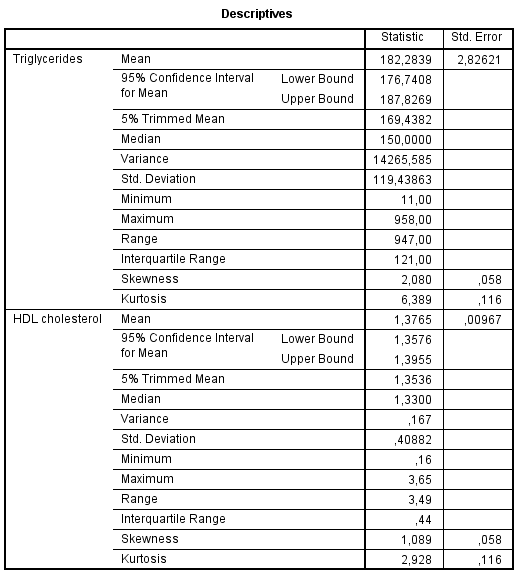 Descriptives
Statistic Std. Error
Triglycerides Mean 182,2839 2,82621
95% Confidence Interval for Mean Lower Bound 176,7408
Upper Bound 187,8269
5% Trimmed Mean 169,4382
Median 150,0000
Variance 14265,585
Std. Deviation 119,43863
Minimum 11,00
Maximum 958,00
Range 947,00
Interquartile Range 121,00
Skewness 2,080 ,058
Kurtosis 6,389 ,116
HDL cholesterol Mean 1,3765 ,00967
95% Confidence Interval for Mean Lower Bound 1,3576
Upper Bound 1,3955
5% Trimmed Mean 1,3536
Median 1,3300
Variance ,167
Std. Deviation ,40882
Minimum ,16
Maximum 3,65
Range 3,49
Interquartile Range ,44
Skewness 1,089 ,058
Kurtosis 2,928 ,116